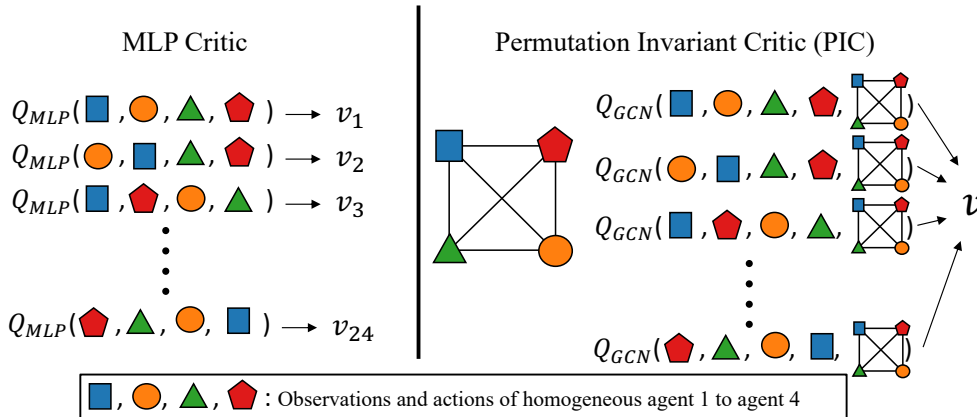 MLP Critic
Q_MLP( , , , ) v_1
Q_MLP( , , , ) v_2
Q_MLP( , , , ) v_3
Q_MLP( , , , ) v_24
Permutation Invariant Critic (PIC)
Q_GCN( , , , , )
Q_GCN( , , , , )
Q_GCN( , , , , )
Q_GCN( , , , , )
v
, , , : Observations and actions of homogeneous agent 1 to agent 4